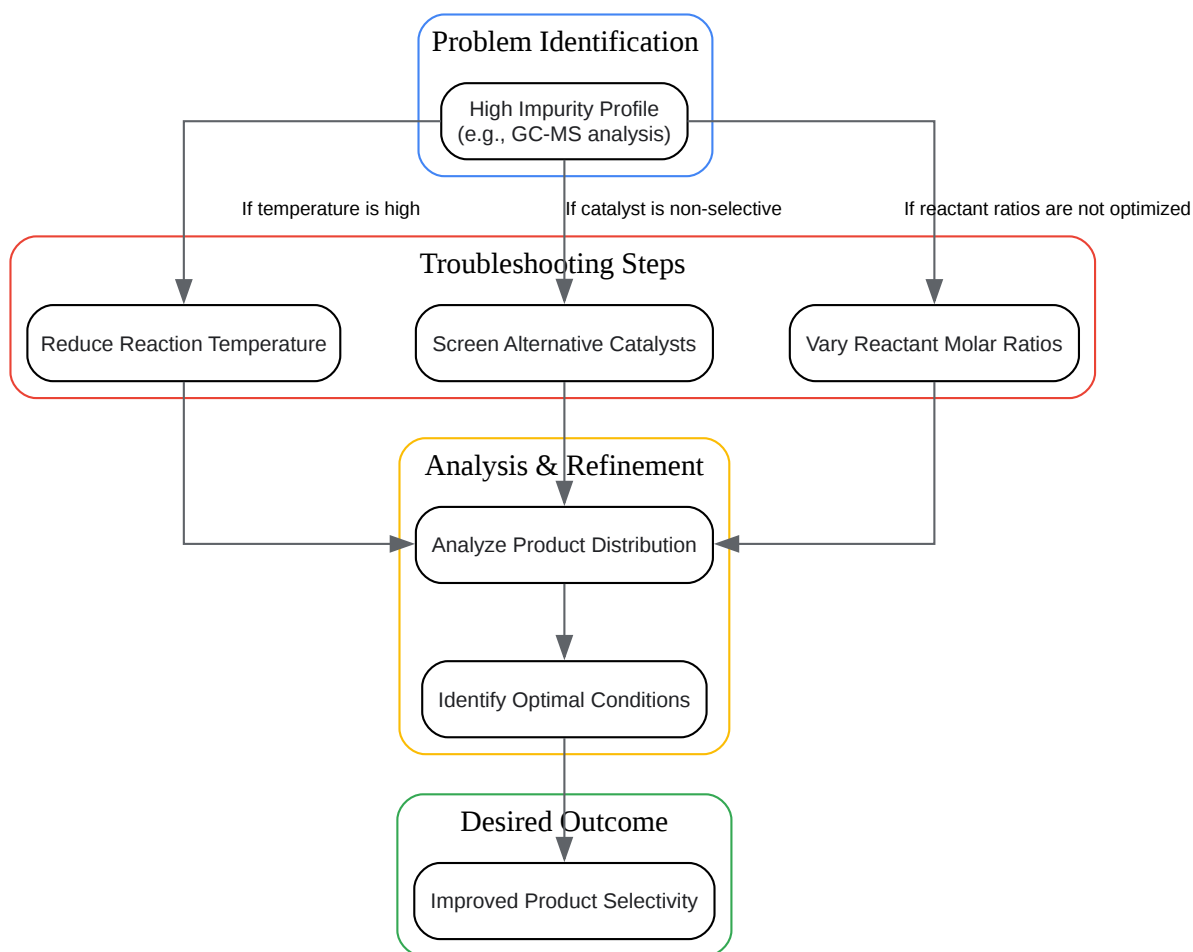 Problem Identification
High Impurity Profile
(e.g., GC-MS analysis)
If temperature is high
If catalyst is non-selective
If reactant ratios are not optimized
Troubleshooting Steps
Reduce Reaction Temperature
Screen Alternative Catalysts
Vary Reactant Molar Ratios
Analysis & Refinement
Analyze Product Distribution
Identify Optimal Conditions
Desired Outcome
Improved Product Selectivity